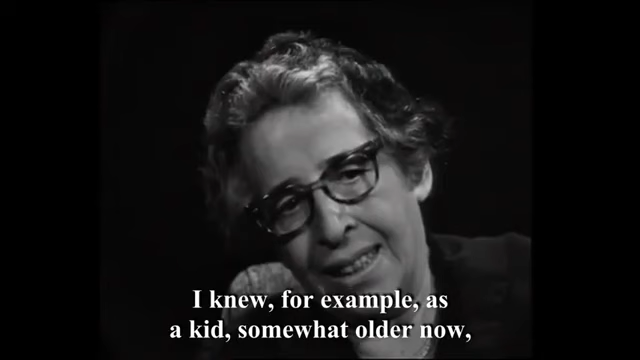 I knew, for example, as
a kid, somewhat older now,